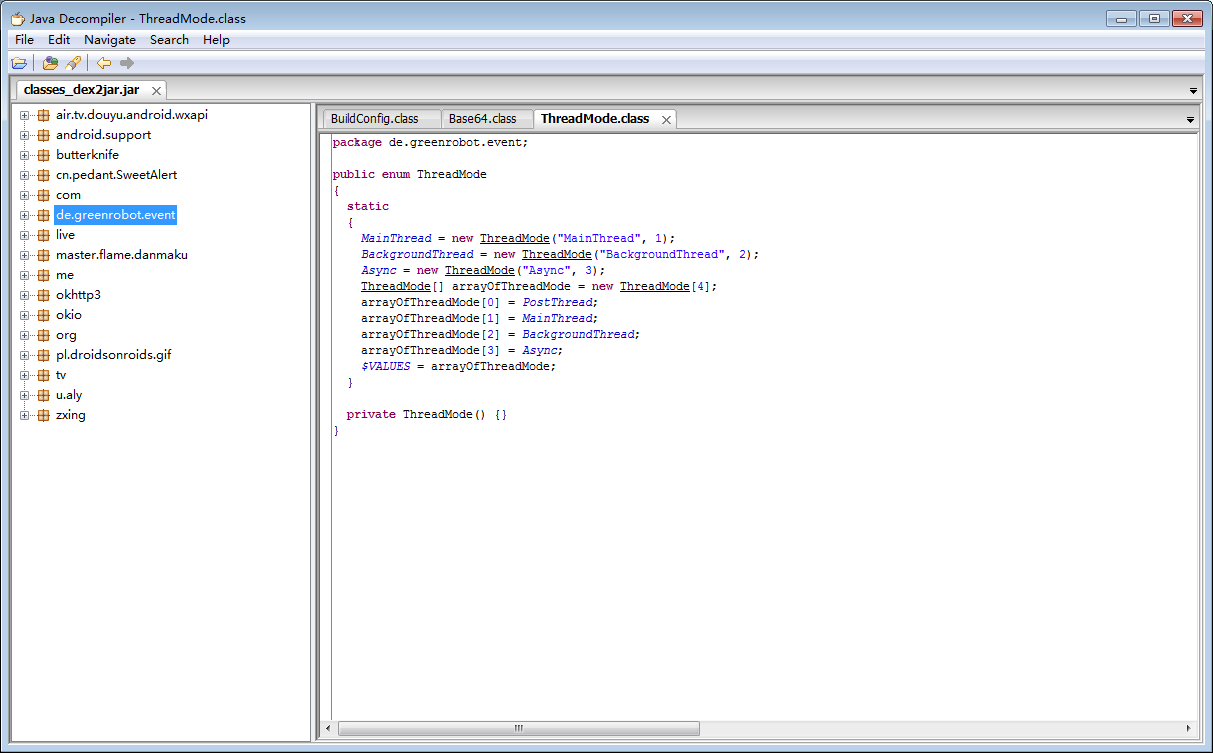 Java Decompiler - ThreadMode.class
File Edit Navigate Search Help
classes_dex2jar.jar
air.tv.douyu.android.wxapi
android.support
butterknife
cn.pedant.SweetAlert
com
de.greenrobot.event
live
master.flame.danmaku
me
okhttp3
okio
org
pl.droidsonroids.gif
tv
u.aly
zxing
BuildConfig.class Base64.class ThreadMode.class
package de.greenrobot.event;
public enum ThreadMode
{
static
{
MainThread = new ThreadMode("MainThread", 1);
BackgroundThread = new ThreadMode("BackgroundThread", 2);
Async = new ThreadMode("Async", 3);
ThreadMode[] arrayOfThreadMode = new ThreadMode[4];
arrayOfThreadMode[0] = PostThread;
arrayOfThreadMode[1] = MainThread;
arrayOfThreadMode[2] = BackgroundThread;
arrayOfThreadMode[3] = Async;
$VALUES = arrayOfThreadMode;
}
private ThreadMode() {}
}